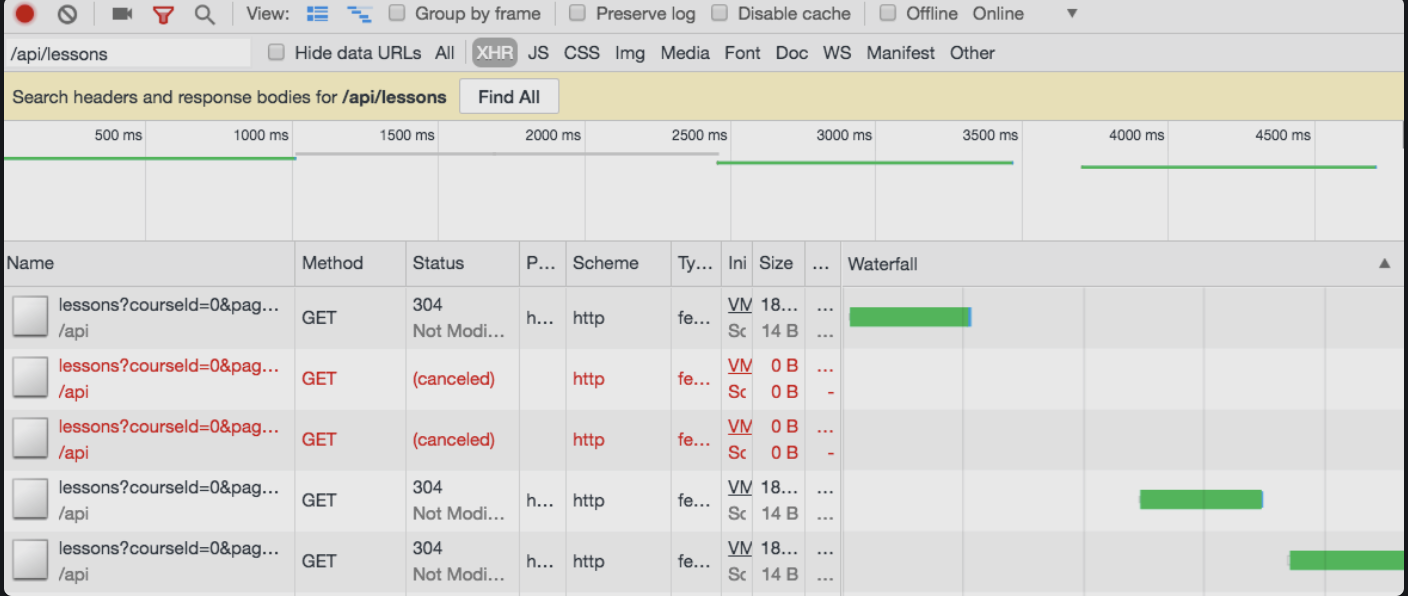 View: Group by frame Preserve log Disable cache Offline Online
/api/lessons Hide data URLs All XHR JS CSS Img Media Font Doc WS Manifest Other
Search headers and response bodies for /api/lessons Find All
500 ms 1000 ms 1500 ms 2000 ms 2500 ms 3000 ms 3500 ms 4000 ms 4500 ms
Name Method Status P... Scheme Ty... Ini Size ... Waterfall
lessons?courseId=0&pag... GET 304 h... http fe... VM 18... ...
/api Not Modi... Sc 14 B ...
lessons?courseId=0&pag... GET (canceled) http fe... VM 0 B ...
/api Sc 0 B -
lessons?courseId=0&pag... GET (canceled) http fe... VM 0 B ...
/api Sc 0 B -
lessons?courseId=0&pag... GET 304 h... http fe... VM 18... ...
/api Not Modi... Sc 14 B ...
lessons?courseId=0&pag... GET 304 h... http fe... VM 18... ...
/api Not Modi... Sc 14 B ...